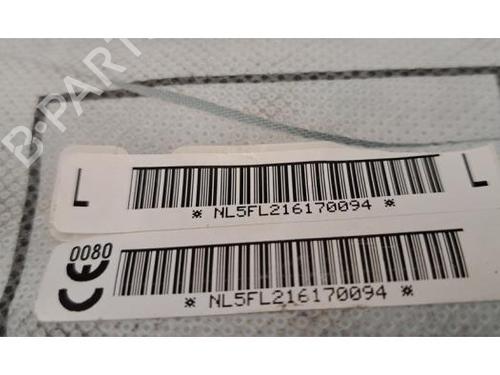 B-PARTS
L
L
* NL5FL216170094 *
0080
CE
* NL5FL216170094 *